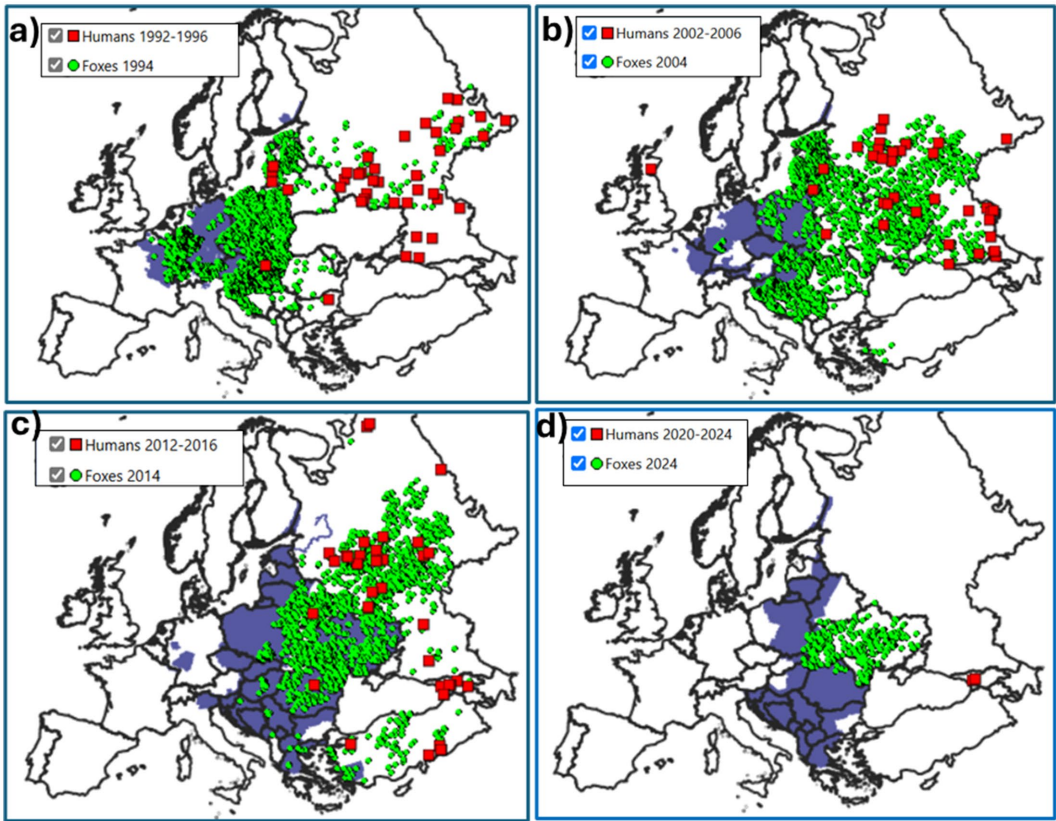 a)
Humans 1992-1996
Foxes 1994
b)
Humans 2002-2006
Foxes 2004
c)
Humans 2012-2016
Foxes 2014
d)
Humans 2020-2024
Foxes 2024